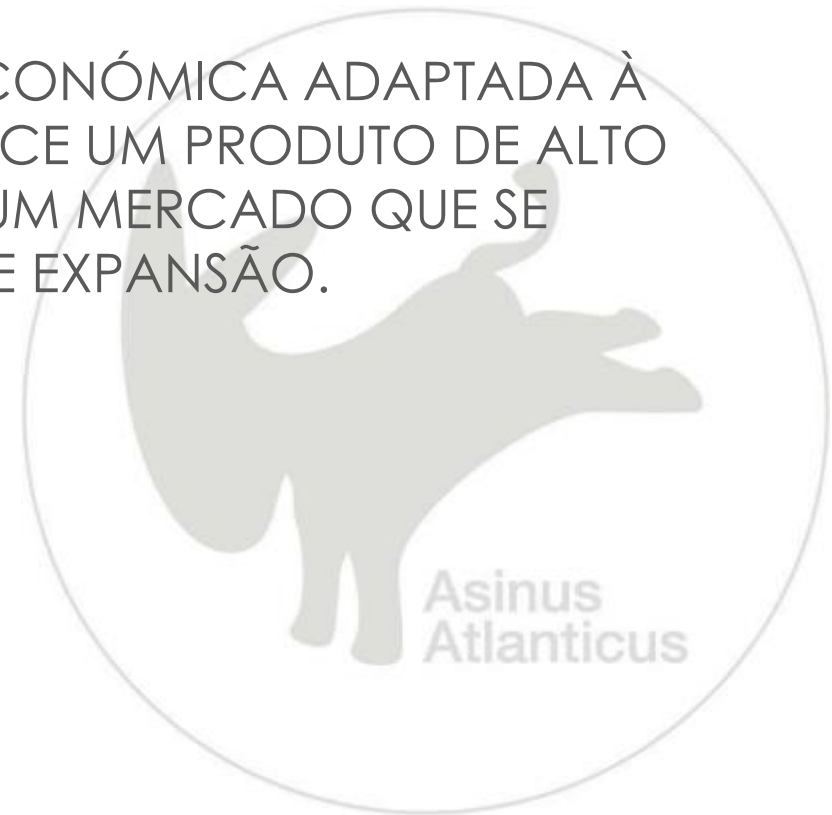 CONÓMICA ADAPTADA À
CE UM PRODUTO DE ALTO
UM MERCADO QUE SE
E EXPANSÃO.
Asinus
Atlanticus